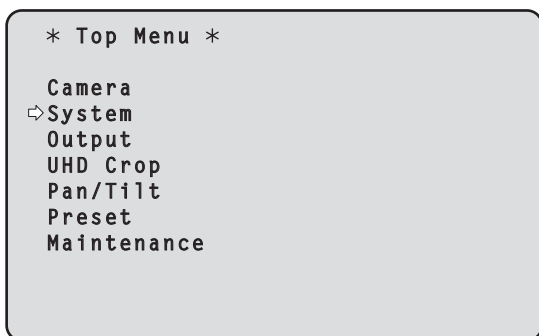 * Top Menu *
Camera
⇨System
Output
UHD Crop
Pan/Tilt
Preset
Maintenance